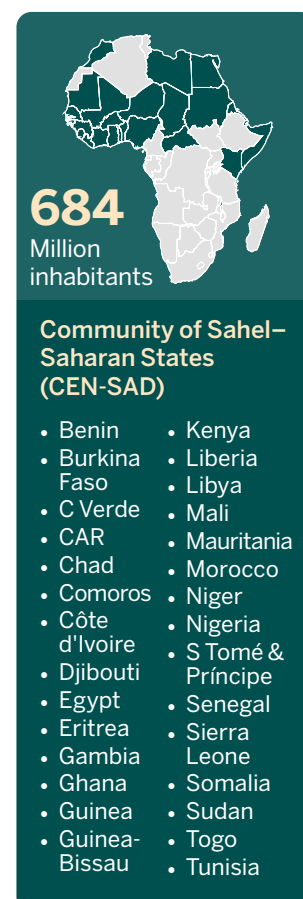 684
Million
inhabitants
Community of Sahel–
Saharan States
(CEN-SAD)
• Benin
• Burkina
Faso
• C Verde
• CAR
• Chad
• Comoros
• Côte
d'Ivoire
• Djibouti
• Egypt
• Eritrea
• Gambia
• Ghana
• Guinea
• Guinea-
Bissau
• Kenya
• Liberia
• Libya
• Mali
• Mauritania
• Morocco
• Niger
• Nigeria
• S Tomé &
Príncipe
• Senegal
• Sierra
Leone
• Somalia
• Sudan
• Togo
• Tunisia